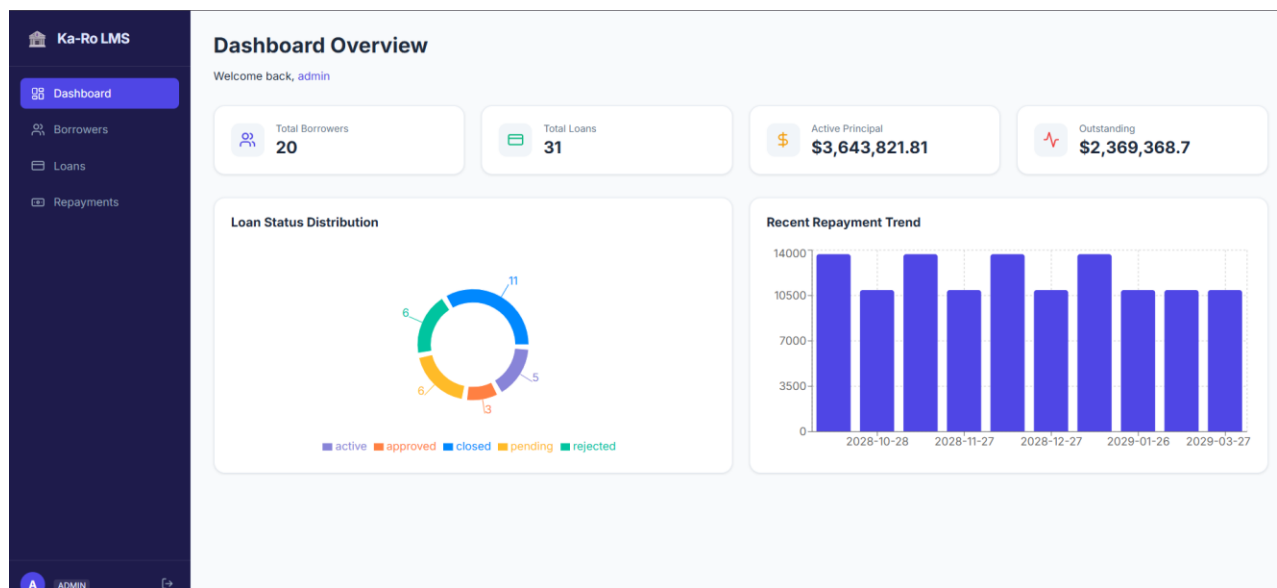 Ka-Ro LMS
Dashboard
Borrowers
Loans
Repayments
A ADMIN
Dashboard Overview
Welcome back, admin
Total Borrowers
20
Total Loans
31
Active Principal
$3,643,821.81
Outstanding
$2,369,368.7
Loan Status Distribution
11
6
5
6
3
active approved closed pending rejected
Recent Repayment Trend
14000
10500
7000
3500
0
2028-10-28 2028-11-27 2028-12-27 2029-01-26 2029-03-27